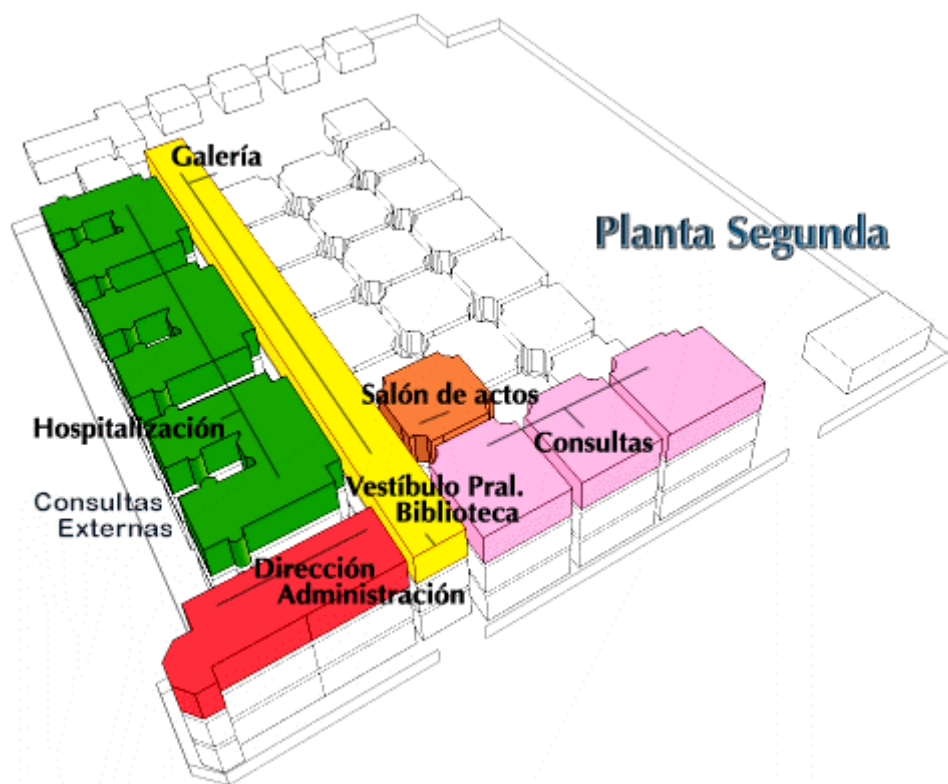 Galería
Planta Segunda
Salón de actos
Hospitalización
Consultas
Vestíbulo Pral.
Biblioteca
Consultas
Externas
Dirección
Administración